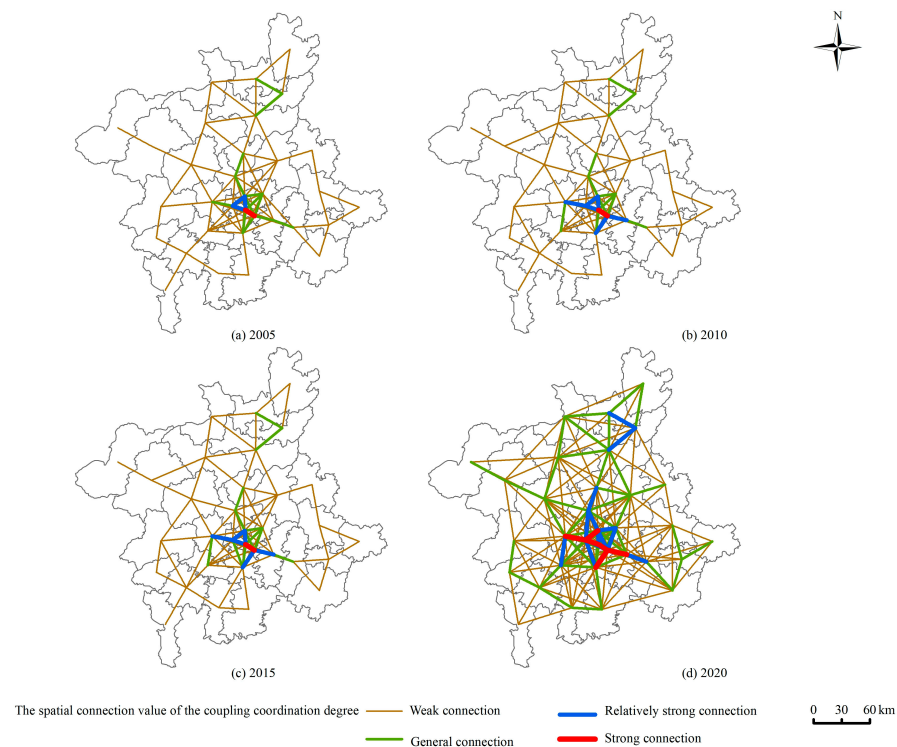 N
(a) 2005
(b) 2010
(c) 2015
(d) 2020
The spatial connection value of the coupling coordination degree
Weak connection
Relatively strong connection
General connection
Strong connection
0 30 60 km